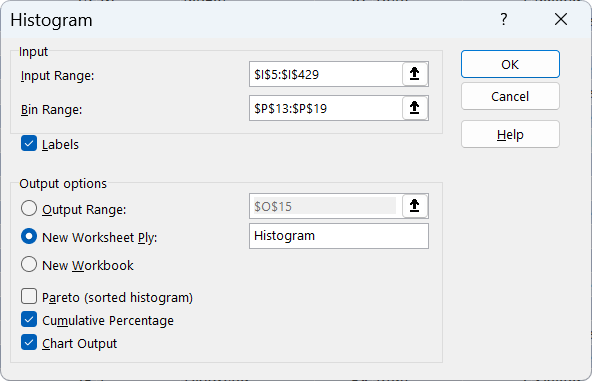 Histogram
?
Input
Input Range:
$I$5:$I$429
OK
Bin Range:
$P$13:$P$19
Cancel
Labels
Help
Output options
Output Range:
$O$15
New Worksheet Ply:
Histogram
New Workbook
Pareto (sorted histogram)
Cumulative Percentage
Chart Output